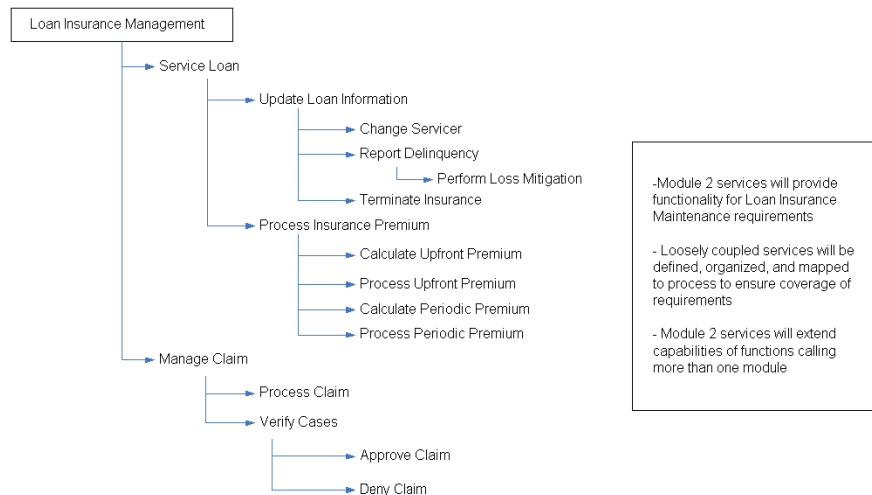 Loan Insurance Management
Service Loan
Update Loan Information
Change Servicer
Report Delinquency
Perform Loss Mitigation
Terminate Insurance
Process Insurance Premium
Calculate Upfront Premium
Process Upfront Premium
Calculate Periodic Premium
Process Periodic Premium
Manage Claim
Process Claim
Verify Cases
Approve Claim
Deny Claim
-Module 2 services will provide
functionality for Loan Insurance
Maintenance requirements
- Loosely coupled services will be
defined, organized, and mapped
to process to ensure coverage of
requirements
- Module 2 services will extend
capabilities of functions calling
more than one module